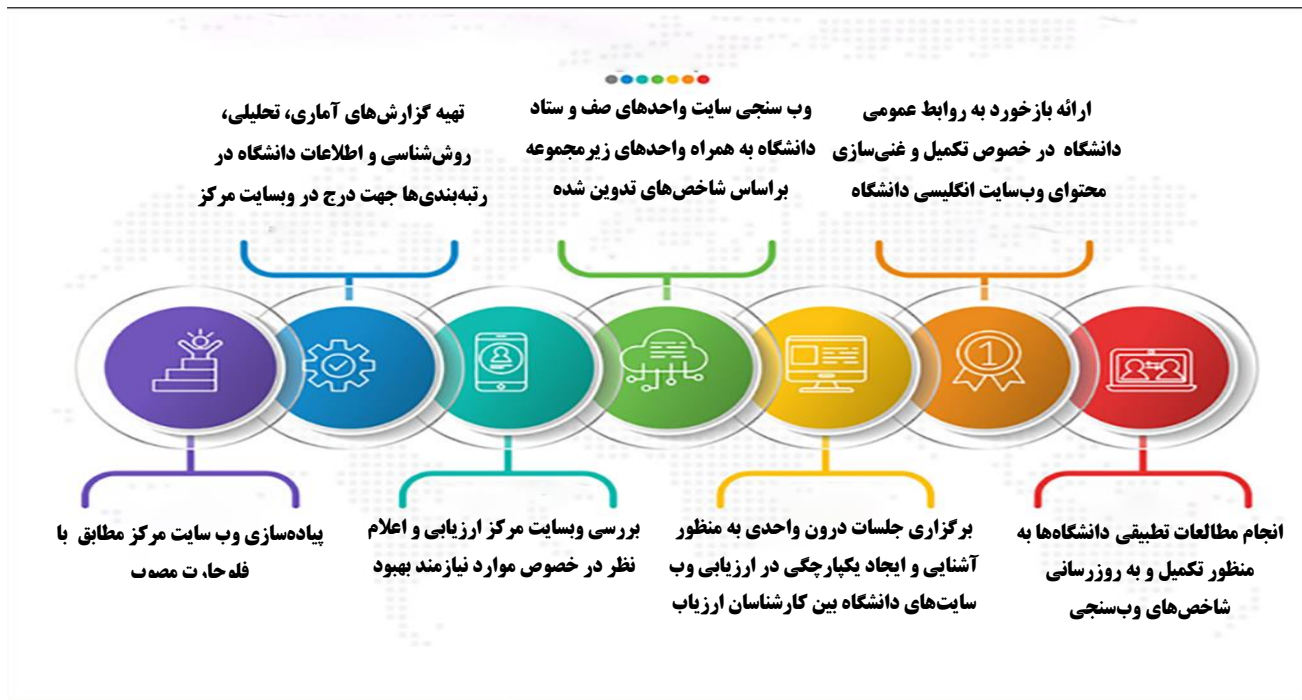 ارائه بازخورد به روابط عمومی
دانشگاه در خصوص تکمیل و غنی‌سازی
محتوای وب‌سایت انگلیسی دانشگاه
وب سنجی سایت واحدهای صف و ستاد
دانشگاه به همراه واحدهای زیرمجموعه
براساس شاخص‌های تدوین شده
تهیه گزارش‌های آماری، تحلیلی،
روش‌شناسی و اطلاعات دانشگاه در
رتبه‌بندی‌ها جهت درج در وبسایت مرکز
1
انجام مطالعات تطبیقی دانشگاه‌ها به
منظور تکمیل و به روزرسانی
شاخص‌های وب‌سنجی
برگزاری جلسات درون واحدی به منظور
آشنایی و ایجاد یکپارچگی در ارزیابی وب
سایت‌های دانشگاه بین کارشناسان ارزیاب
بررسی وبسایت مرکز ارزیابی و اعلام
نظر در خصوص موارد نیازمند بهبود
پیاده‌سازی وب سایت مرکز مطابق با
فلوچارت مصوب